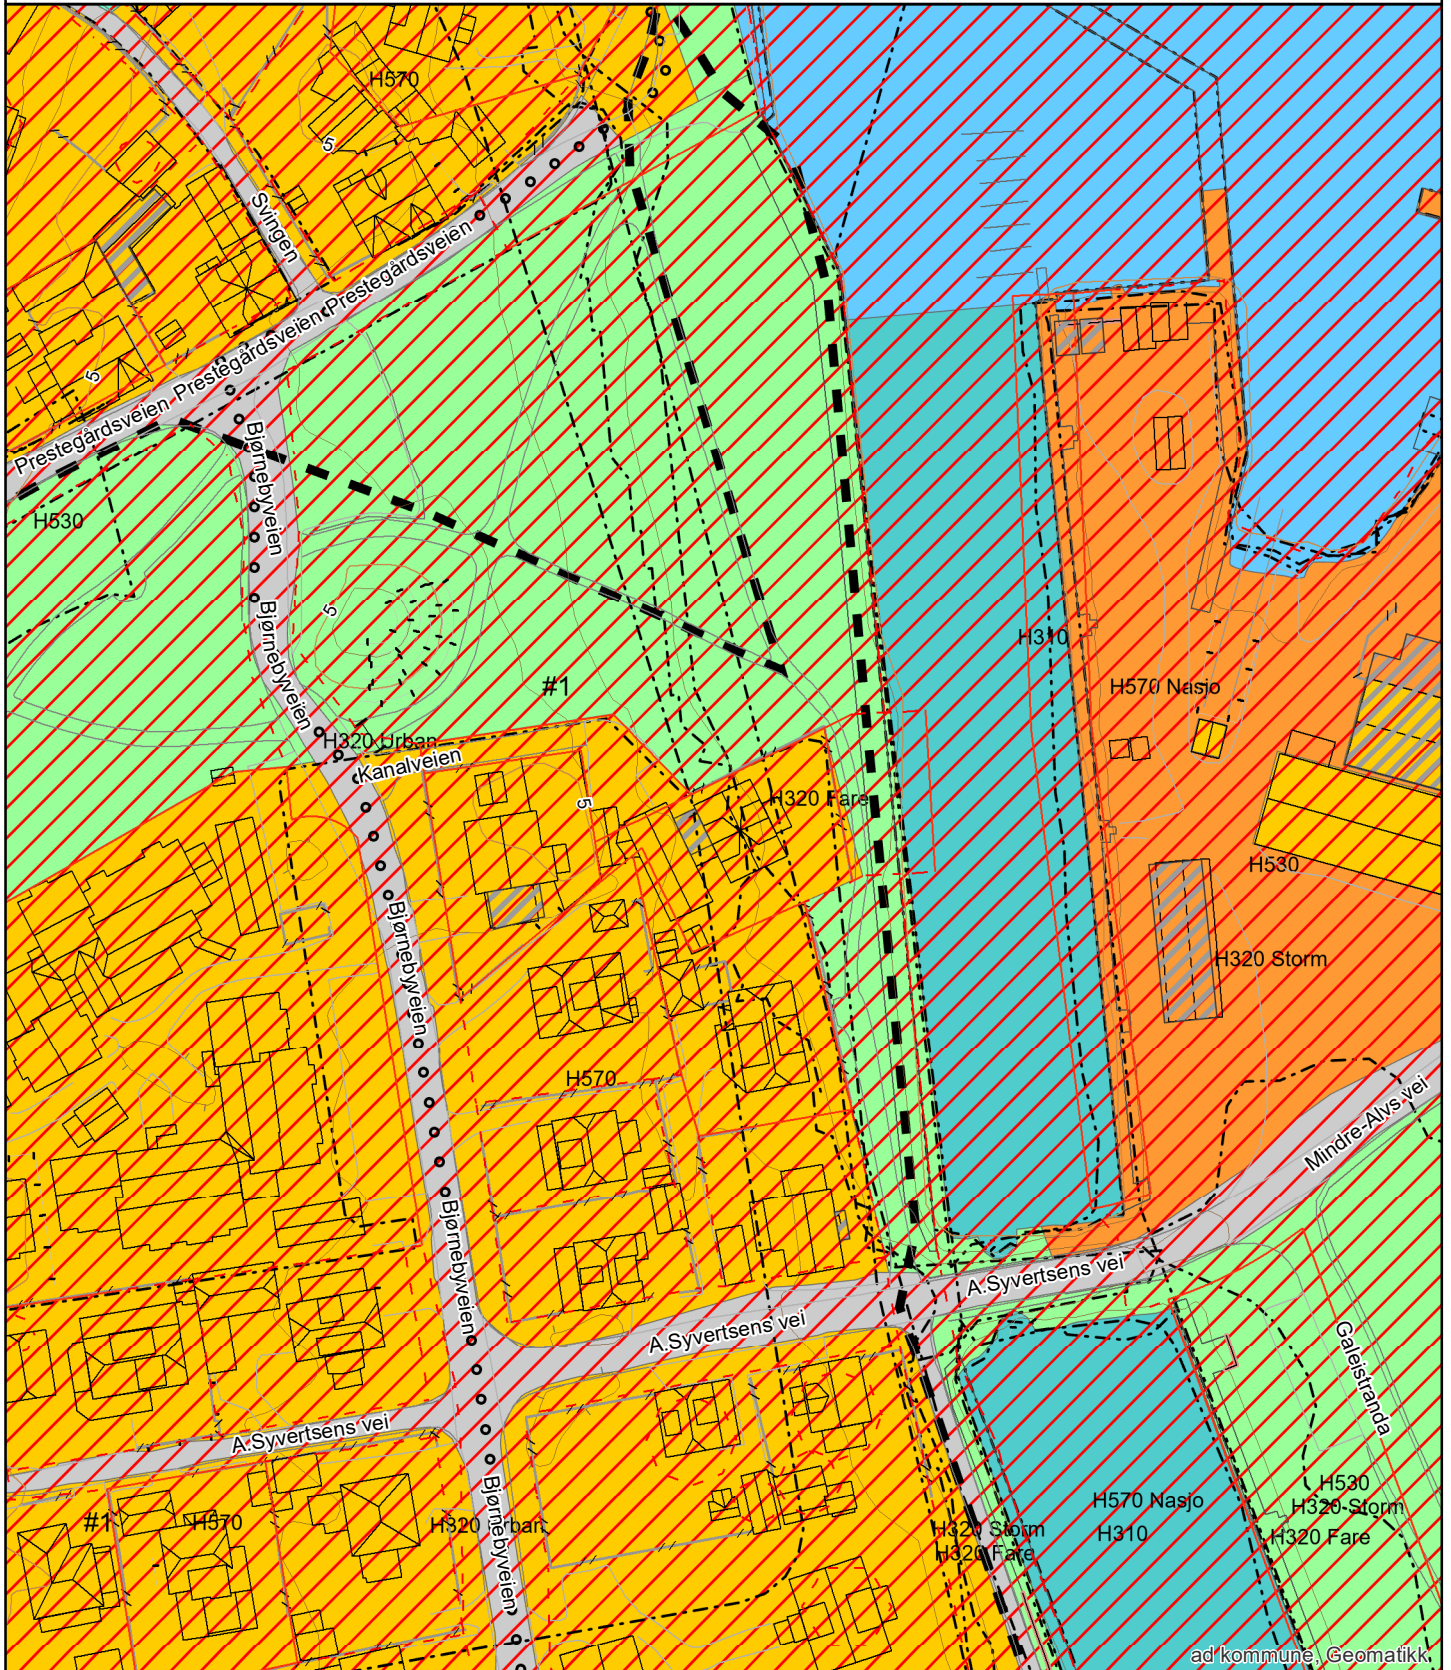 H570
5
Svingen
Prestegårdsveien
Prestegårdsveien
Prestegårdsveien
5
Bjørnebyveien
H530
Bjørnebyveien
5
H310
#1
H570 Nasjo
H320 Urban
Kanalveien
5
H320 Fare
H530
Bjørnebyveien
H320 Storm
H570
Mindre-Alvs vei
Bjørnebyveien
A.Syvertsens vei
A.Syvertsens vei
Galeistranda
A.Syvertsens vei
Bjørnebyveien
#1
H570
H320 Urban
H570 Nasjo
H310
H530
H320 Storm
H320 Fare
H320 Storm
H320 Fare
ad kommune, Geomatikk